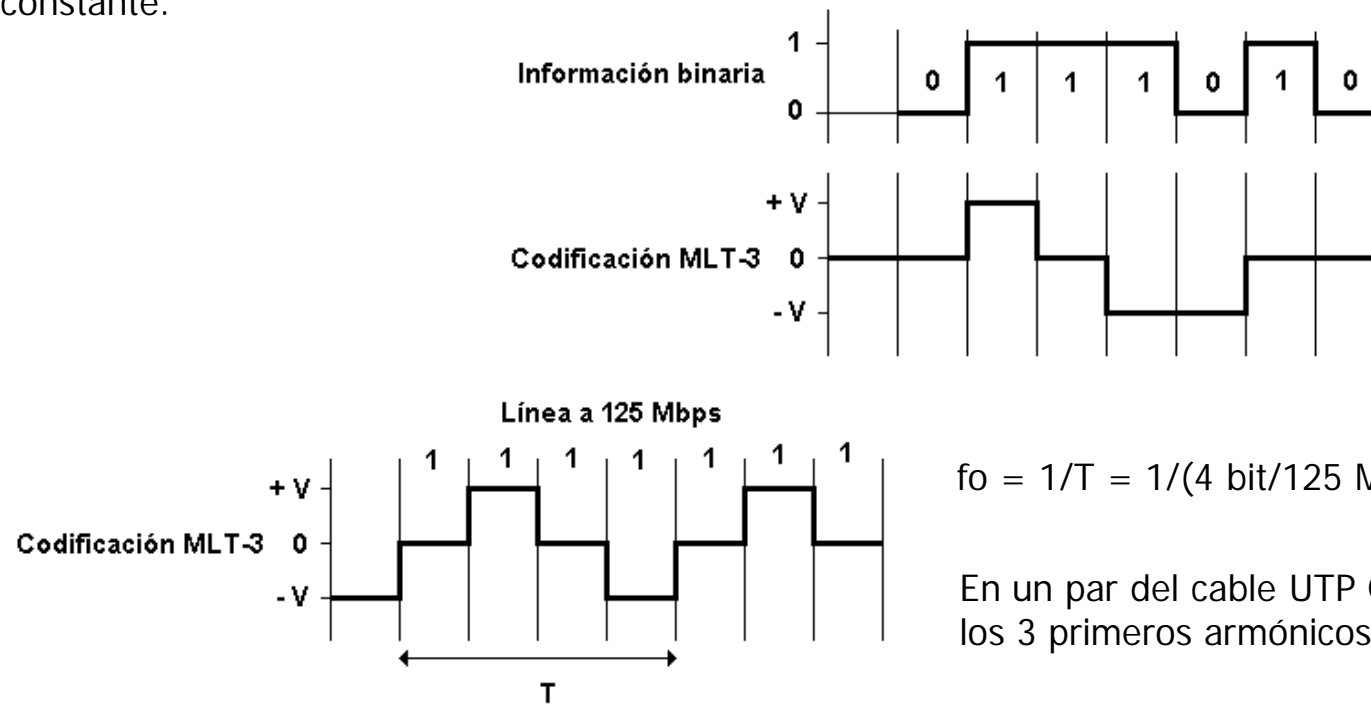 constante.
1
Información binaria
0 1 1 1 0 1 0
0
+ V
Codificación MLT-3 0
- V
Línea a 125 Mbps
1 1 1 1 1 1 1
+ V
Codificación MLT-3 0
- V
T
fo = 1/T = 1/(4 bit/125 M
En un par del cable UTP
los 3 primeros armónicos